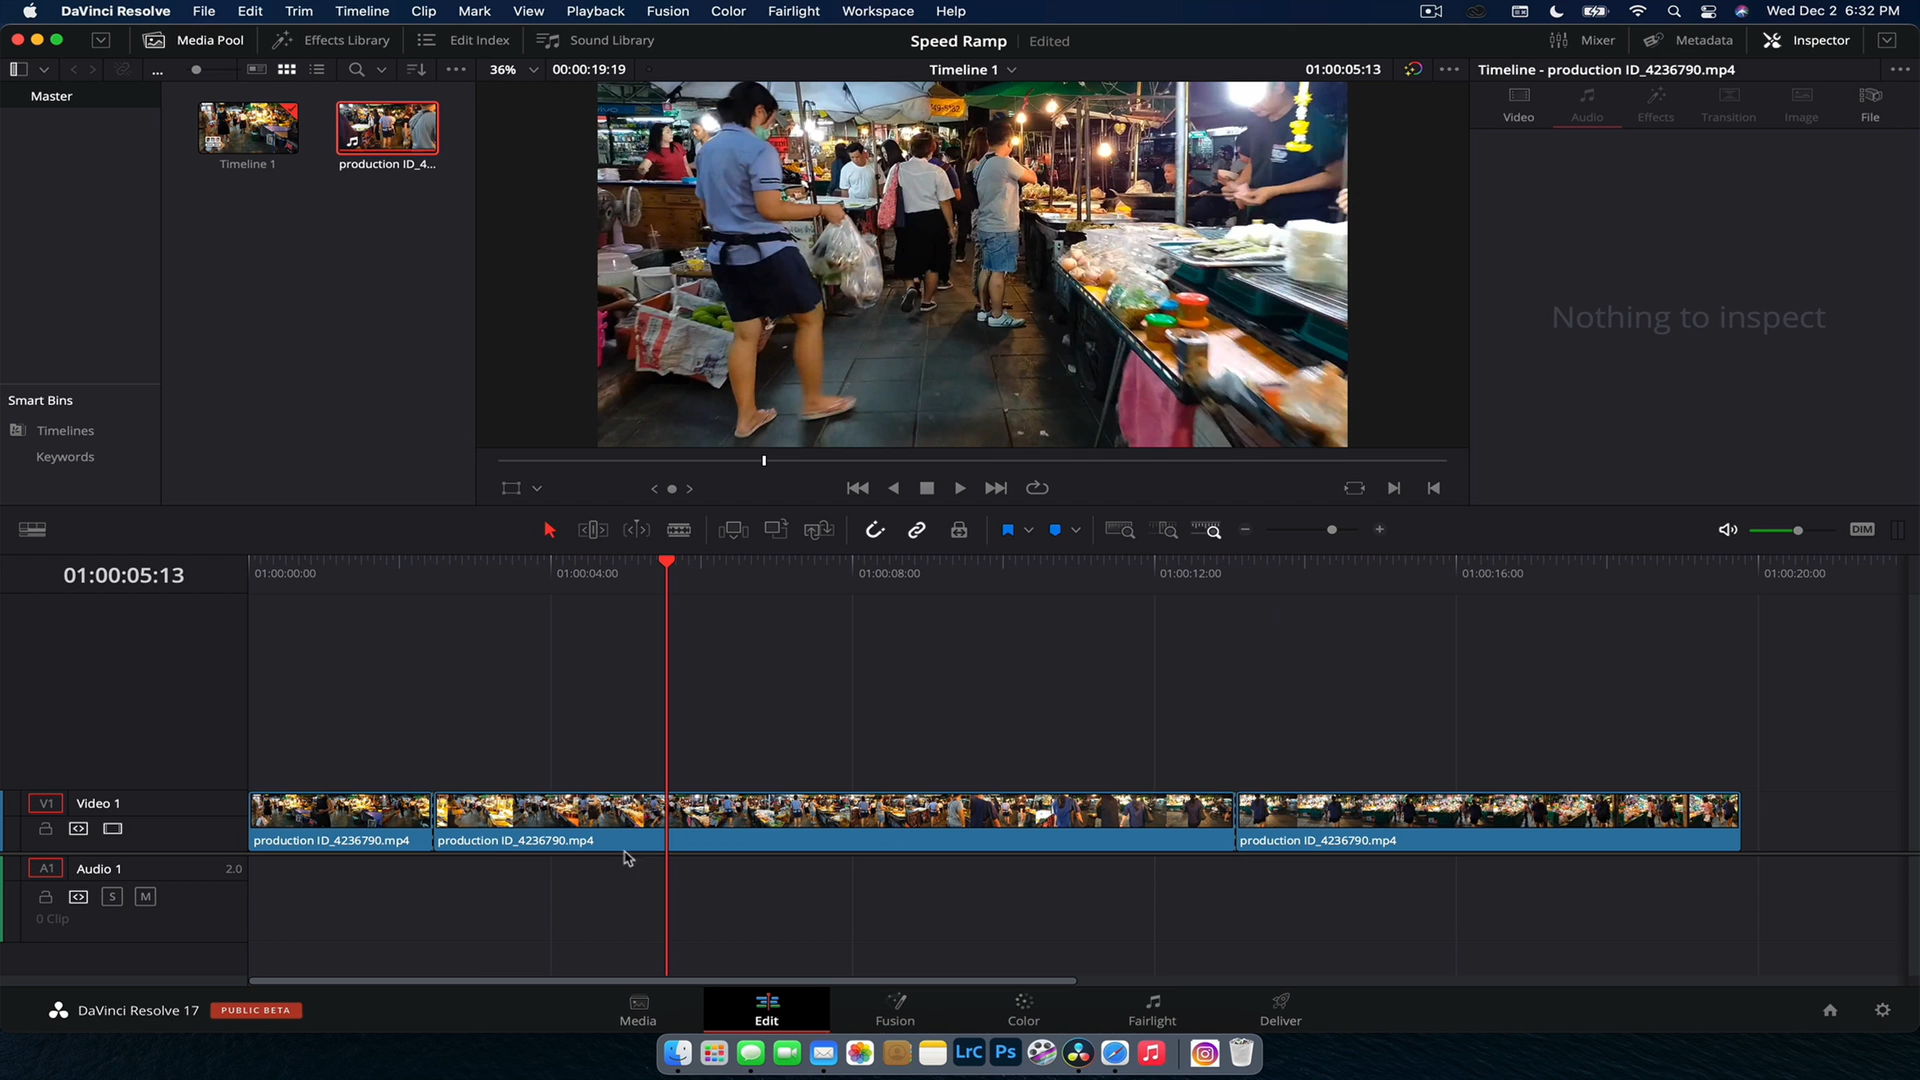 DaVinci Resolve File Edit Trim Timeline Clip Mark View Playback Fusion Color Fairlight Workspace Help Wed Dec 2 6:32 PM
Media Pool Effects Library Edit Index Sound Library Speed Ramp Edited Mixer Metadata Inspector
... 36% 00:00:19:19 Timeline 1 01:00:05:13 Timeline - production ID_4236790.mp4
Master
Video Audio Effects Transition Image File
Timeline 1 production ID_4...
Nothing to inspect
Smart Bins
Timelines
Keywords
DIM
01:00:05:13 01:00:00:00 01:00:04:00 01:00:08:00 01:00:12:00 01:00:16:00 01:00:20:00
V1 Video 1
production ID_4236790.mp4 production ID_4236790.mp4 production ID_4236790.mp4
A1 Audio 1 2.0
S M
0 Clip
DaVinci Resolve 17 PUBLIC BETA
Media Edit Fusion Color Fairlight Deliver
LrC Ps